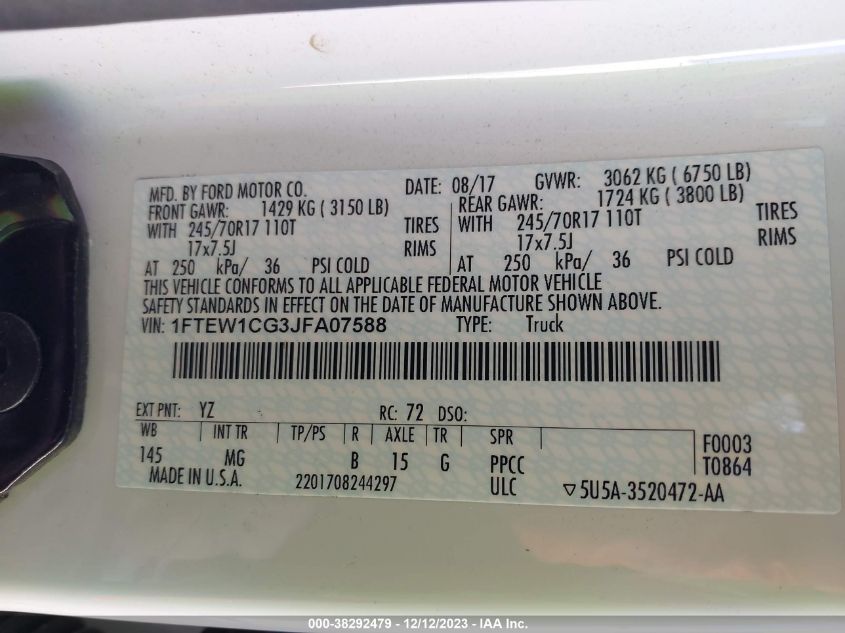 MFD. BY FORD MOTOR CO. DATE: 08/17 GVWR: 3062 KG ( 6750 LB)
FRONT GAWR: 1429 KG ( 3150 LB) REAR GAWR: 1724 KG ( 3800 LB)
WITH 245/70R17 110T TIRES WITH 245/70R17 110T TIRES
17x7.5J RIMS 17x7.5J RIMS
AT 250 kPa/ 36 PSI COLD AT 250 kPa/ 36 PSI COLD
THIS VEHICLE CONFORMS TO ALL APPLICABLE FEDERAL MOTOR VEHICLE
SAFETY STANDARDS IN EFFECT ON THE DATE OF MANUFACTURE SHOWN ABOVE.
VIN: 1FTEW1CG3JFA07588 TYPE: Truck
EXT PNT: YZ RC: 72 DSO:
WB INT TR TP/PS R AXLE TR SPR F0003
145 MG B 15 G PPCC T0864
MADE IN U.S.A. 2201708244297 ULC ▽5U5A-3520472-AA
000-38292479 – 12/12/2023 – IAA Inc.